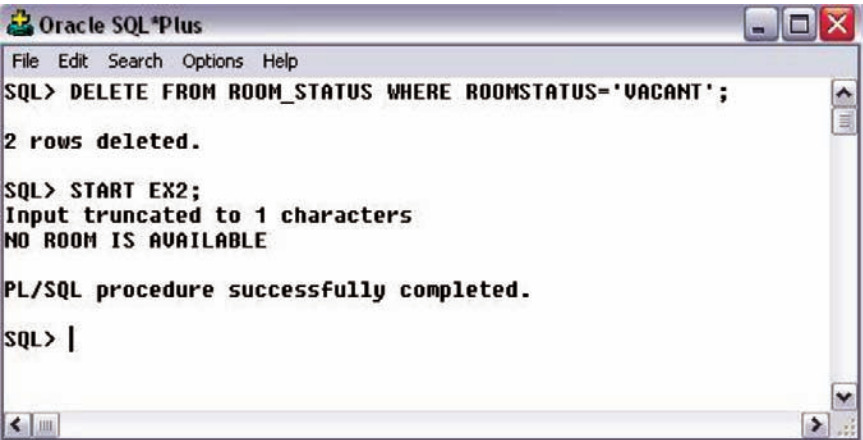 Oracle SQL*Plus
File Edit Search Options Help
SQL> DELETE FROM ROOM_STATUS WHERE ROOMSTATUS='VACANT';
2 rows deleted.
SQL> START EX2;
Input truncated to 1 characters
NO ROOM IS AVAILABLE
PL/SQL procedure successfully completed.
SQL>